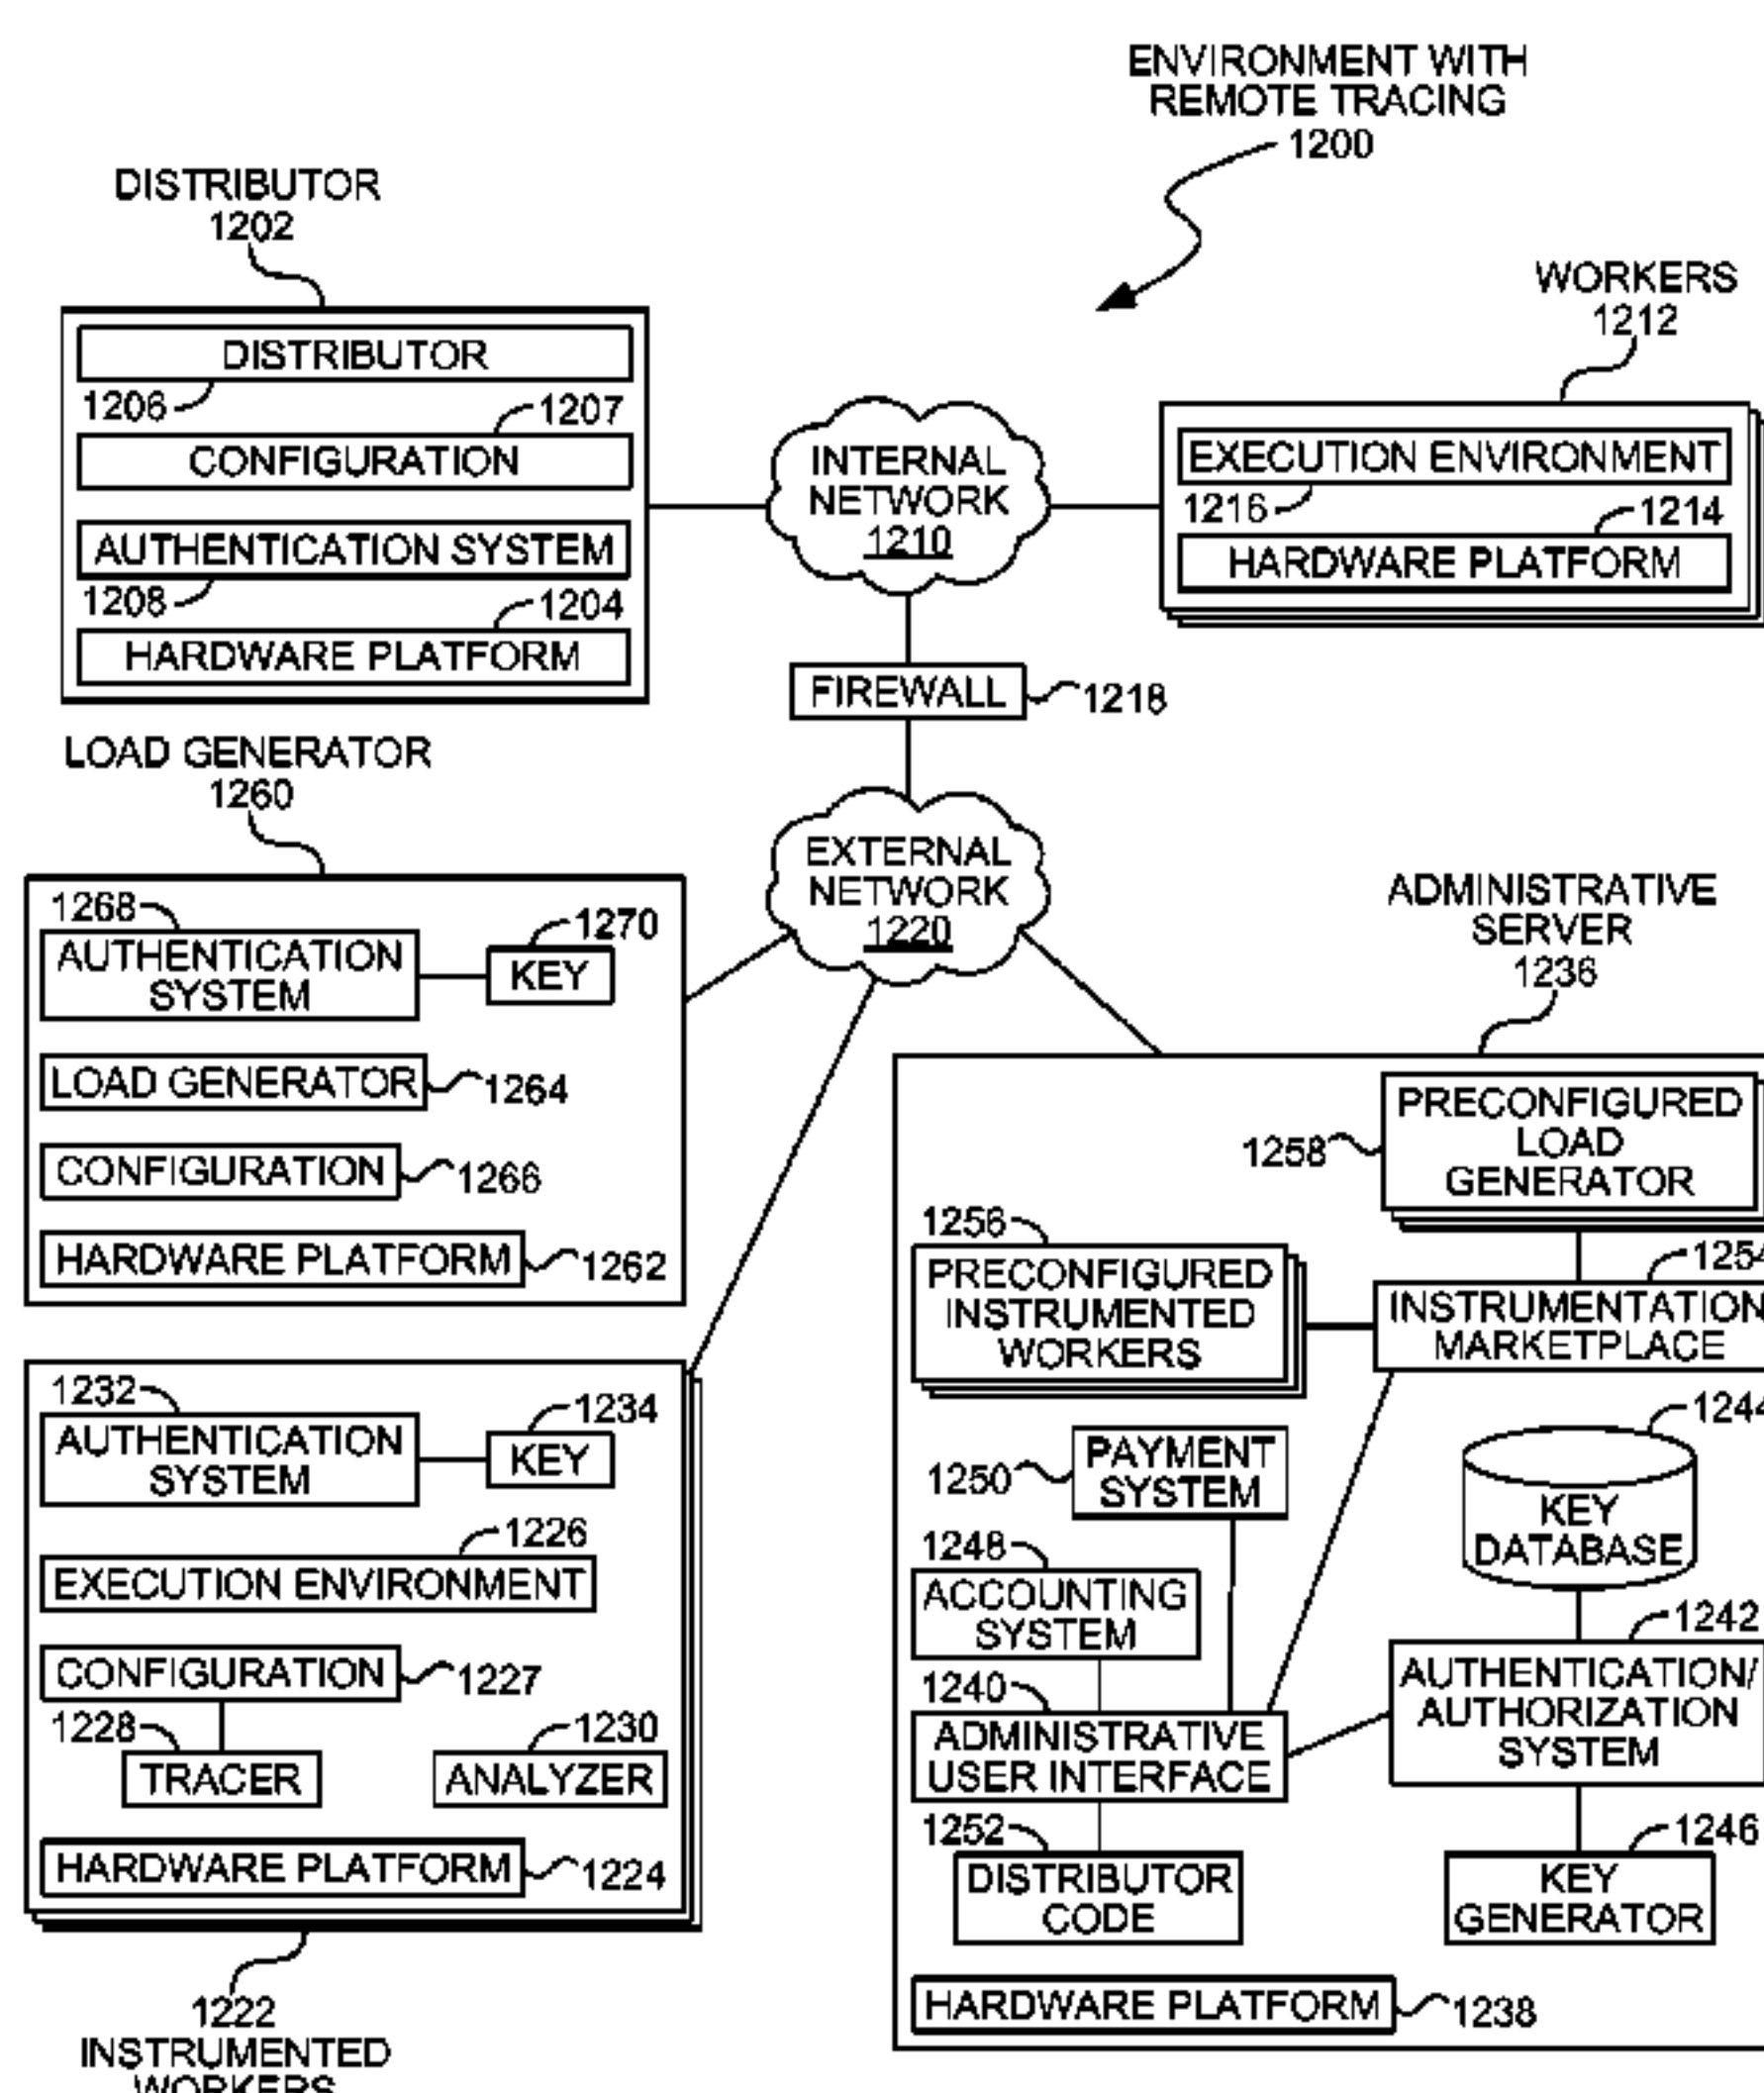 ENVIRONMENT WITH
REMOTE TRACING
1200
DISTRIBUTOR
1202
DISTRIBUTOR
1206
1207
CONFIGURATION
AUTHENTICATION SYSTEM
1208
1204
HARDWARE PLATFORM
INTERNAL
NETWORK
1210
WORKERS
1212
EXECUTION ENVIRONMENT
1216
1214
HARDWARE PLATFORM
FIREWALL
1218
EXTERNAL
NETWORK
1220
LOAD GENERATOR
1260
1268
AUTHENTICATION
SYSTEM
1270
KEY
LOAD GENERATOR
1264
CONFIGURATION
1266
HARDWARE PLATFORM
1262
1232
AUTHENTICATION
SYSTEM
1234
KEY
1226
EXECUTION ENVIRONMENT
CONFIGURATION
1227
1228
TRACER
1230
ANALYZER
HARDWARE PLATFORM
1224
1222
INSTRUMENTED
WORKERS
ADMINISTRATIVE
SERVER
1236
PRECONFIGURED
LOAD
GENERATOR
1258
1256
PRECONFIGURED
INSTRUMENTED
WORKERS
1254
INSTRUMENTATION
MARKETPLACE
PAYMENT
SYSTEM
1250
1244
KEY
DATABASE
1248
ACCOUNTING
SYSTEM
1242
AUTHENTICATION/
AUTHORIZATION
SYSTEM
1240
ADMINISTRATIVE
USER INTERFACE
1252
DISTRIBUTOR
CODE
1246
KEY
GENERATOR
HARDWARE PLATFORM
1238